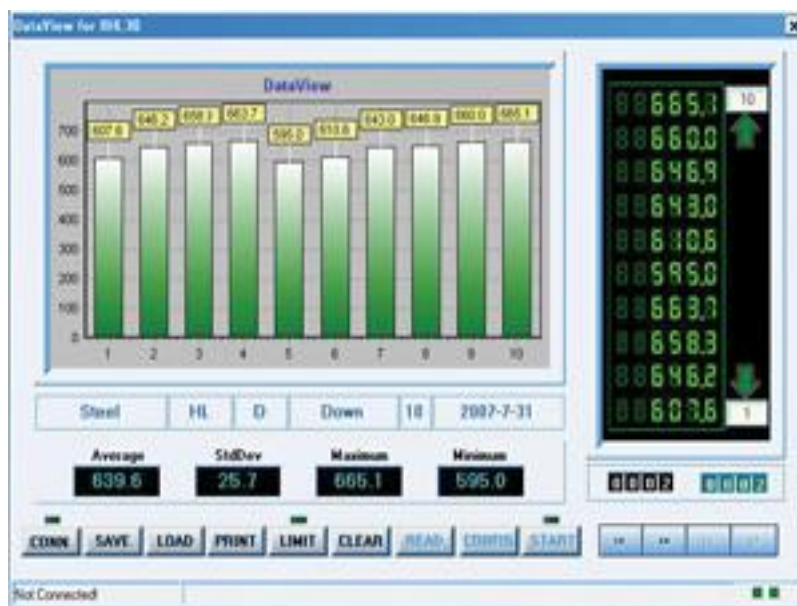 DataView for RHL30
DataView
607.6 646.2 658.3 663.7 595.0 610.6 643.0 646.9 660.0 665.1
700
600
500
400
300
200
100
0
1 2 3 4 5 6 7 8 9 10
665.1
660.0
646.9
643.0
610.6
595.0
663.7
658.3
646.2
607.6
10
1
Steel HL D Down 10 2007-7-31
Average StdDev Maximum Minimum
639.6 25.7 665.1 595.0
0002 0002
CONN SAVE LOAD PRINT LIMIT CLEAR READ CONFIG START
Not Connected!